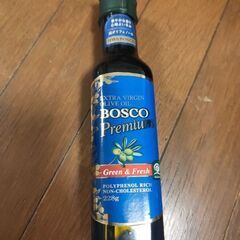 EXTRA VIRGIN
OLIVE OIL
BOSCO
Premium
Green & Fresh
POLYPHENOL RICH
NON-CHOLESTEROL
228g